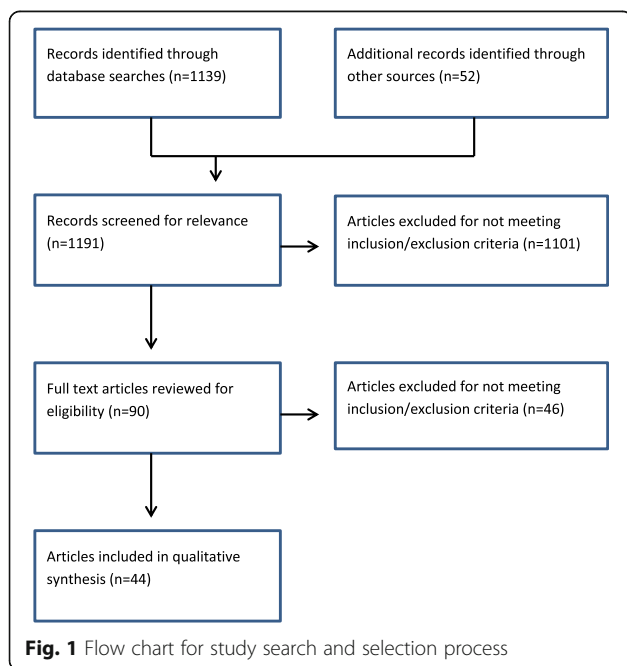 Records identified through
database searches (n=1139)
Additional records identified through
other sources (n=52)
Records screened for relevance
(n=1191)
Articles excluded for not meeting
inclusion/exclusion criteria (n=1101)
Full text articles reviewed for
eligibility (n=90)
Articles excluded for not meeting
inclusion/exclusion criteria (n=46)
Articles included in qualitative
synthesis (n=44)
Fig. 1 Flow chart for study search and selection process